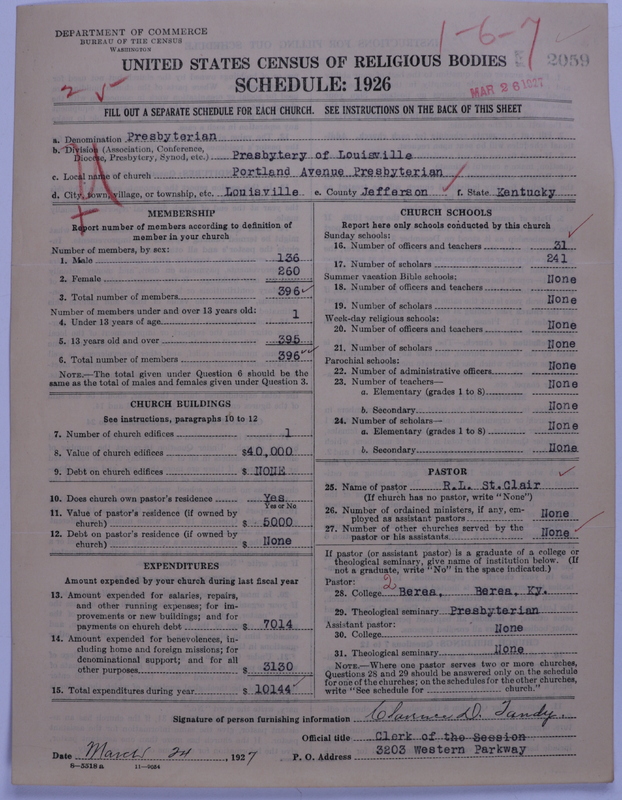 DEPARTMENT OF COMMERCE
BUREAU OF THE CENSUS
WASHINGTON
1-6-7
2059
MAR 26 1927
UNITED STATES CENSUS OF RELIGIOUS BODIES
SCHEDULE: 1926
2
FILL OUT A SEPARATE SCHEDULE FOR EACH CHURCH. SEE INSTRUCTIONS ON THE BACK OF THIS SHEET
a. Denomination Presbyterian
b. Division (Association, Conference,
Diocese, Presbytery, Synod, etc.) Presbytery of Louisville
c. Local name of church Portland Avenue Presbyterian
d. City, town, village, or township, etc. Louisville e. County Jefferson f. State Kentucky
MEMBERSHIP
Report number of members according to definition of
member in your church
Number of members, by sex:
1. Male 136
2. Female 260
3. Total number of members 396
Number of members under and over 13 years old:
4. Under 13 years of age 1
5. 13 years old and over 395
6. Total number of members 396
NOTE.—The total given under Question 6 should be
same as the total of males and females given under Question 3.
CHURCH BUILDINGS
See instructions, paragraphs 10 to 12
7. Number of church edifices 1
8. Value of church edifices $40,000
9. Debt on church edifices $ NONE
10. Does church own pastor's residence Yes
Yes or No
11. Value of pastor's residence (if owned by
church) $ 5000
12. Debt on pastor's residence (if owned by
church) $ None
EXPENDITURES
Amount expended by your church during last fiscal year
13. Amount expended for salaries, repairs,
and other running expenses; for im-
provements or new buildings; and for
payments on church debt $ 7014
14. Amount expended for benevolences, in-
cluding home and foreign missions; for
denominational support; and for all
other purposes $ 3130
15. Total expenditures during year $ 10144
CHURCH SCHOOLS
Report here only schools conducted by this church
Sunday schools:
16. Number of officers and teachers 31
17. Number of scholars 241
Summer vacation Bible schools:
18. Number of officers and teachers None
19. Number of scholars None
Week-day religious schools:
20. Number of officers and teachers None
21. Number of scholars None
Parochial schools:
22. Number of administrative officers None
23. Number of teachers—
a. Elementary (grades 1 to 8) None
b. Secondary None
24. Number of scholars—
a. Elementary (grades 1 to 8) None
b. Secondary None
PASTOR
25. Name of pastor R.L. St.Clair
(If church has no pastor, write "None")
26. Number of ordained ministers, if any, em-
ployed as assistant pastors None
27. Number of other churches served by the
pastor or his assistants None
If pastor (or assistant pastor) is a graduate of a college or
theological seminary, give name of institution below. (If
not a graduate, write "No" in the space indicated.)
Pastor:
2
28. College Berea, Berea, Ky.
29. Theological seminary Presbyterian
Assistant pastor:
30. College None
31. Theological seminary None
NOTE.—Where one pastor serves two or more churches,
Questions 28 and 29 should be answered only on the schedule
for one of the churches; on the schedules for the other churches,
write "See schedule for church."
Signature of person furnishing information Clarence D. Tandy.
Official title Clerk of the Session
Date March 24, 1927 P. O. Address 3203 Western Parkway
8-5518 a 11-9054